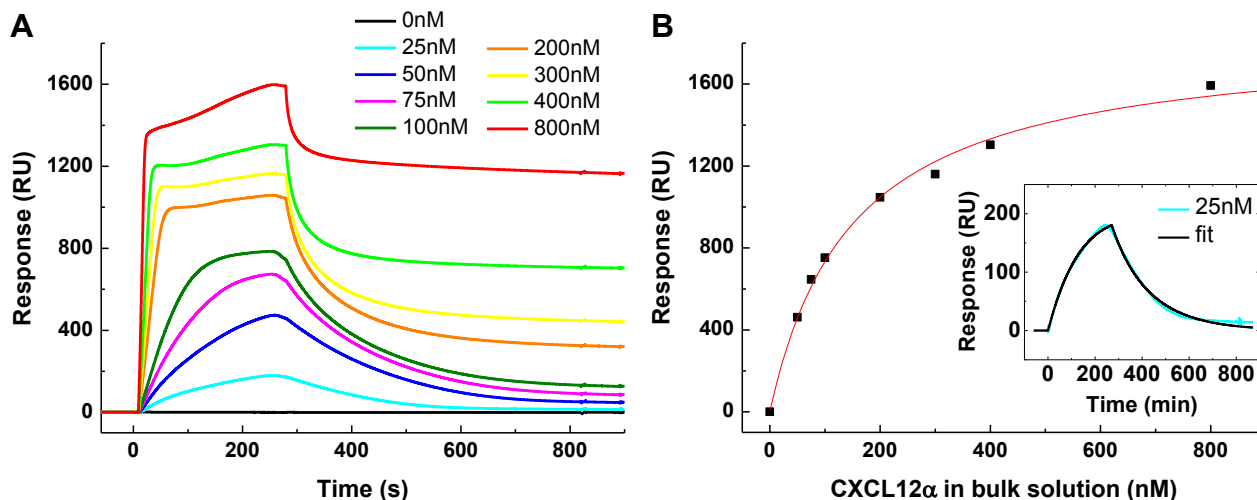 A
0nM
25nM
50nM
75nM
100nM
200nM
300nM
400nM
800nM
1600
1200
800
400
0
Response (RU)
0
200
400
600
800
Time (s)
B
1600
1200
800
400
0
Response (RU)
0
200
400
600
800
CXCL12α in bulk solution (nM)
25nM
fit
200
100
0
Response (RU)
0
200
400
600
800
Time (min)